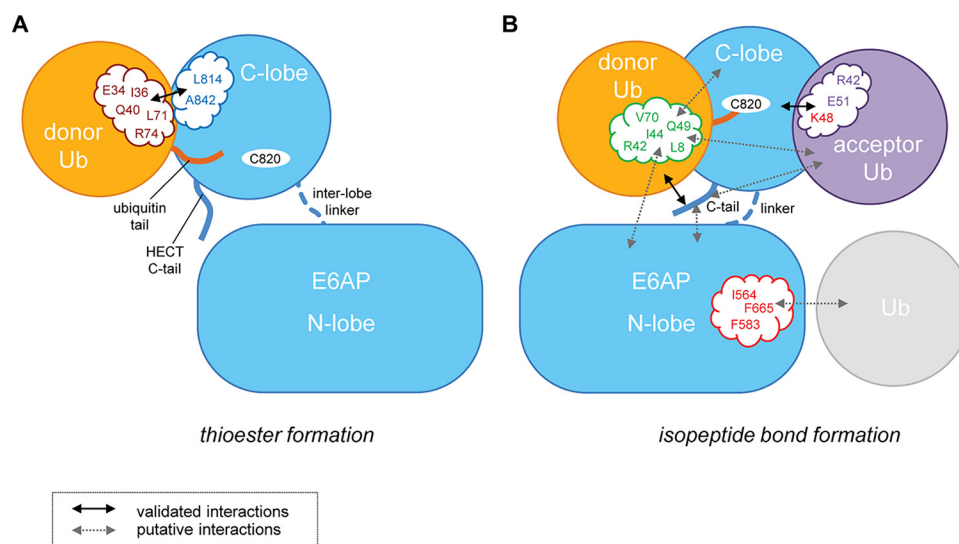 A
donor
Ub
E34 I36
Q40
L71
R74
L814
A842
C-lobe
C820
ubiquitin
tail
HECT
C-tail
inter-lobe
linker
E6AP
N-lobe
thioester formation
B
donor
Ub
V70
Q49
I44
R42
L8
C-lobe
C820
R42
E51
K48
acceptor
Ub
C-tail
linker
E6AP
N-lobe
I564
F665
F583
Ub
isopeptide bond formation
validated interactions
putative interactions